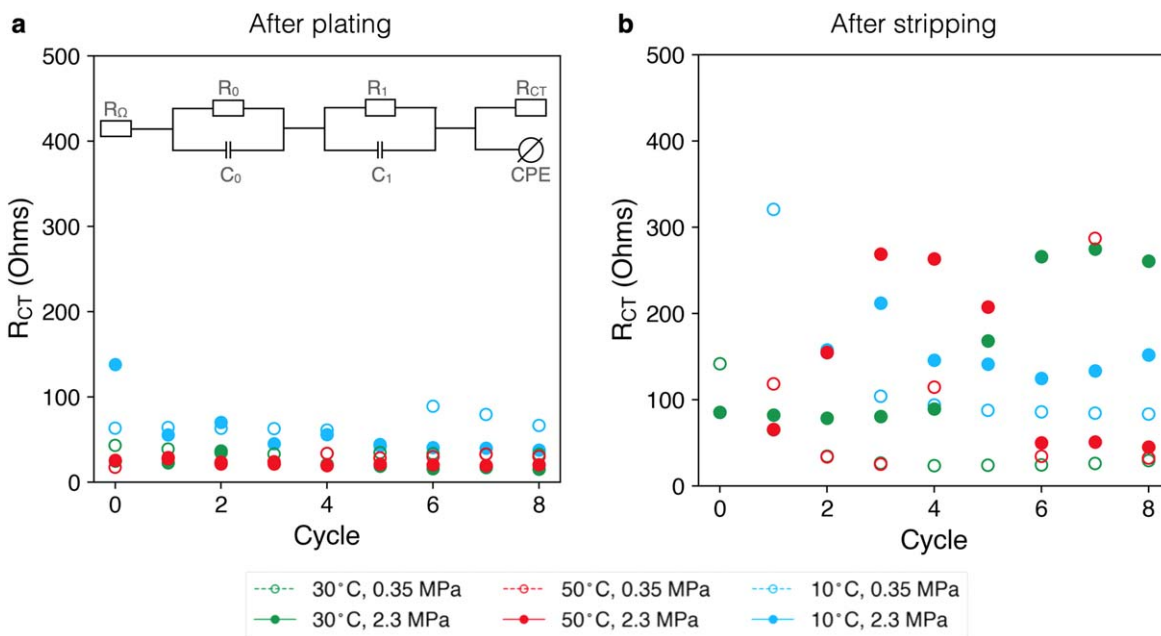 a After plating
500
400
300
200
100
0
R_CT (Ohms)
R_Ω
R_0
C_0
R_1
C_1
R_CT
CPE
0 2 4 6 8
Cycle
b After stripping
500
400
300
200
100
0
R_CT (Ohms)
0 2 4 6 8
Cycle
30°C, 0.35 MPa 50°C, 0.35 MPa 10°C, 0.35 MPa
30°C, 2.3 MPa 50°C, 2.3 MPa 10°C, 2.3 MPa